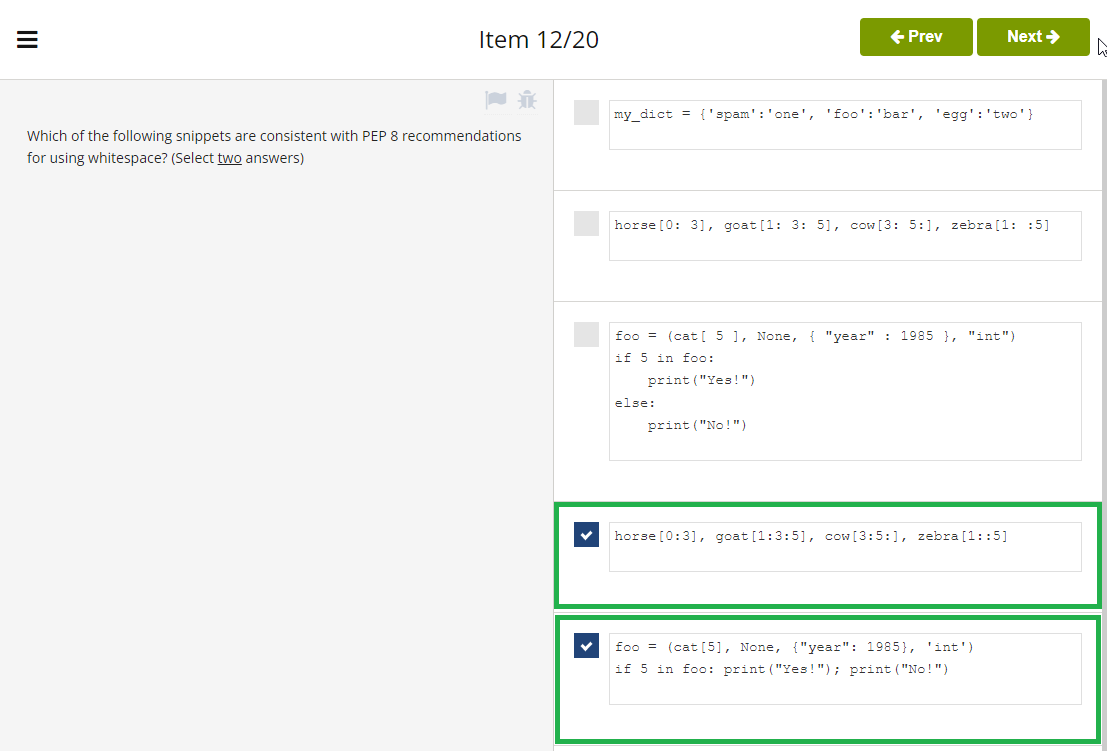 Item 12/20
Prev
Next
Which of the following snippets are consistent with PEP 8 recommendations
for using whitespace? (Select two answers)
my_dict = {'spam':'one', 'foo':'bar', 'egg':'two'}
horse[0: 3], goat[1: 3: 5], cow[3: 5:], zebra[1: :5]
foo = (cat[ 5 ], None, { "year" : 1985 }, "int")
if 5 in foo:
    print("Yes!")
else:
    print("No!")
horse[0:3], goat[1:3:5], cow[3:5:], zebra[1::5]
foo = (cat[5], None, {"year": 1985}, 'int')
if 5 in foo: print("Yes!"); print("No!")